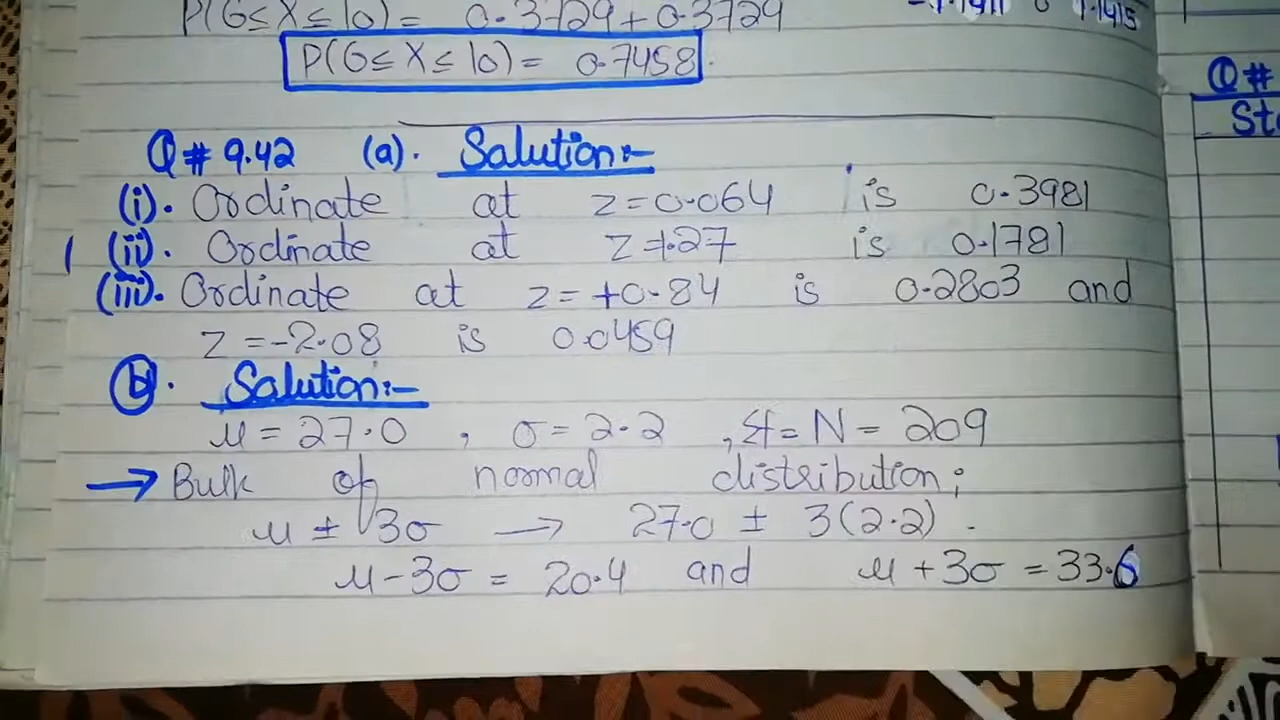 P(6≤X≤10) = 0.3729 + 0.3729
P(6≤ X ≤ 10) = 0.7458
Q # 9.42 (a). Salution:-
(i). Ordinate at z=0.064 is 0.3981
(ii). Ordinate at z=1.27 is 0.1781
(iii). Ordinate at z = +0.84 is 0.2803 and
z = -2.08 is 0.0459
(b). Salution:-
μ = 27.0 , σ = 2.2 , Σf = N = 209
→ Bulk of normal distribution;
μ ± 3σ → 27.0 ± 3(2.2) .
μ - 3σ = 20.4 and μ + 3σ = 33.6
Q #